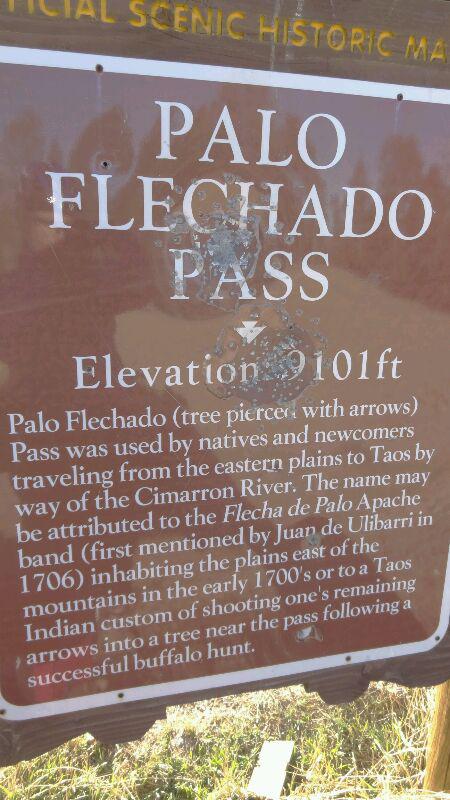 SCENIC HISTORIC
PALO
FLECHADO
PASS
Elevation 9101ft
Palo Flechado (tree pierced with arrows)
Pass was used by natives and newcomers
traveling from the eastern plains to Taos by
way of the Cimarron River. The name may
be attributed to the Flecha de Palo Apache
band (first mentioned by Juan de Ulibarri in
1706) inhabiting the plains east of the
mountains in the early 1700's or to a Taos
Indian custom of shooting one's remaining
arrows into a tree near the pass following a
successful buffalo hunt.